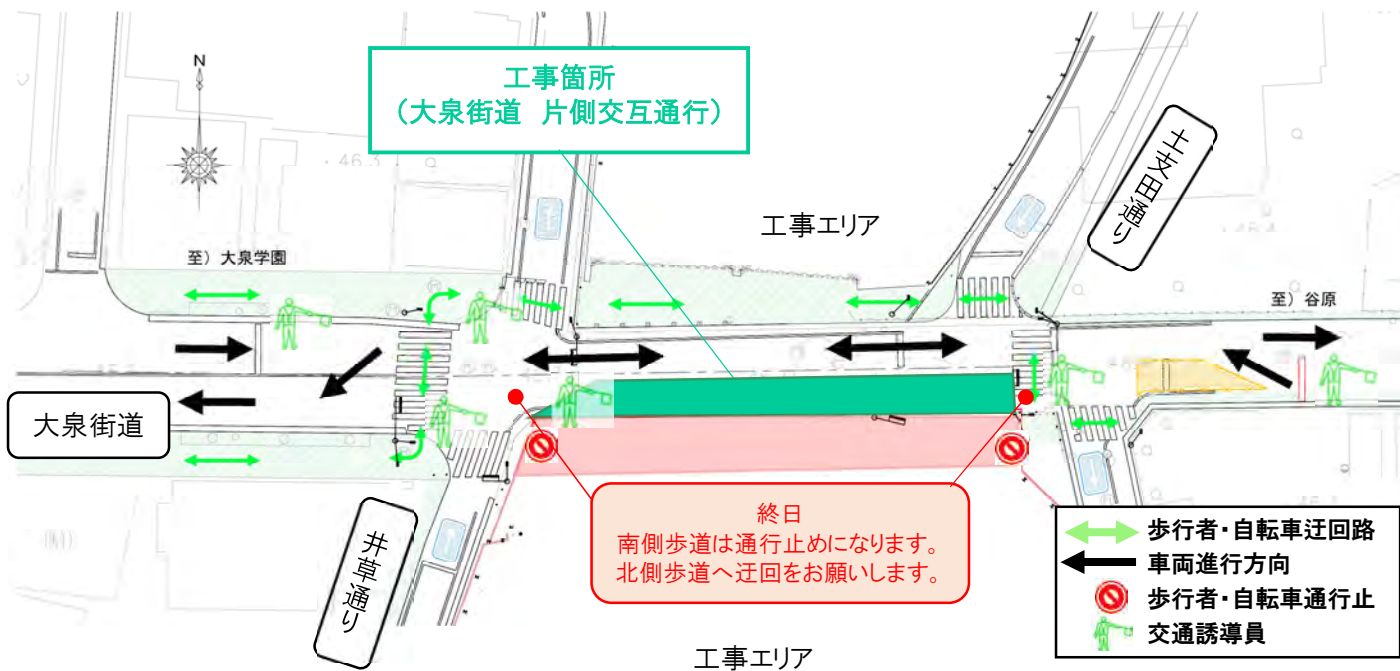 工事箇所
(大泉街道 片側交互通行)
N
46.3
土支田通り
工事エリア
至)大泉学園
至)谷原
大泉街道
終日
南側歩道は通行止めになります。
北側歩道へ迂回をお願いします。
井草通り
歩行者・自転車迂回路
車両進行方向
歩行者・自転車通行止
交通誘導員
工事エリア